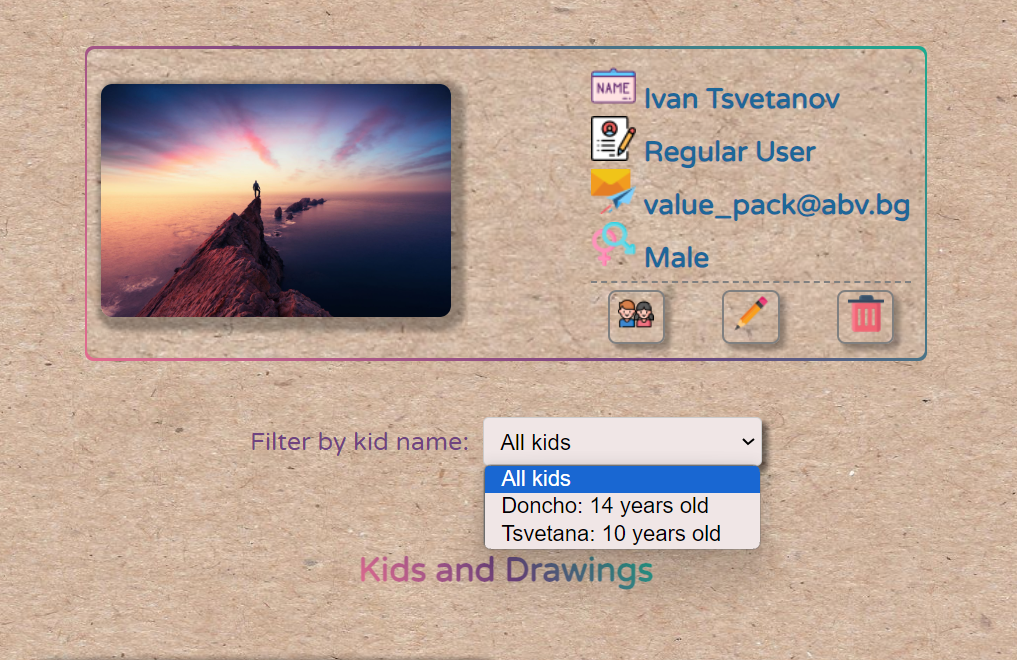 NAME
Ivan Tsvetanov
Regular User
value_pack@abv.bg
Male
Filter by kid name:
All kids
All kids
Doncho: 14 years old
Tsvetana: 10 years old
Kids and Drawings